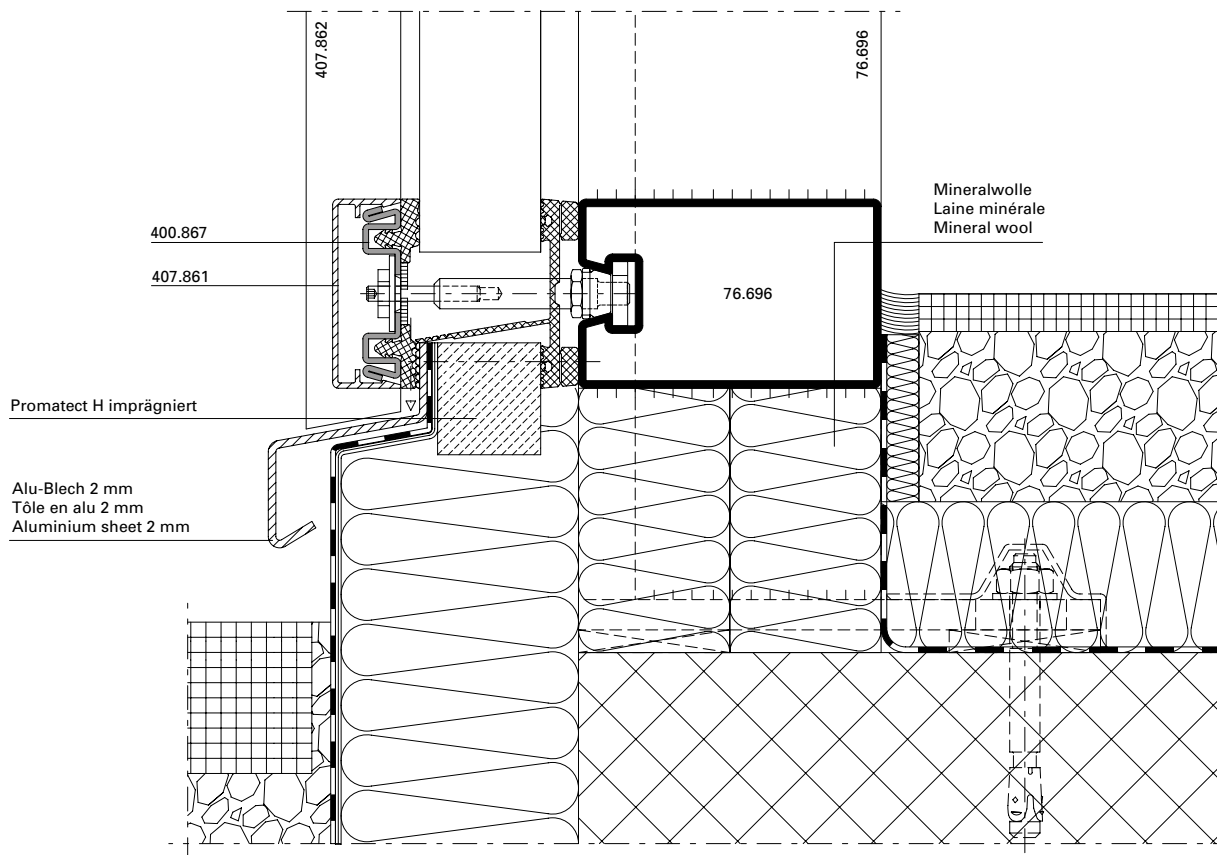 407.862
76.696
Mineralwolle
Laine minérale
Mineral wool
400.867
407.861
76.696
Promatect H imprägniert
Alu-Blech 2 mm
Tôle en alu 2 mm
Aluminium sheet 2 mm